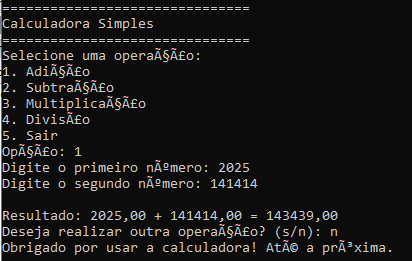 ===============================
Calculadora Simples
===============================
Selecione uma operaÃ§Ã£o:
1. AdiÃ§Ã£o
2. SubtraÃ§Ã£o
3. MultiplicaÃ§Ã£o
4. DivisÃ£o
5. Sair
OpÃ§Ã£o: 1
Digite o primeiro nÃºmero: 2025
Digite o segundo nÃºmero: 141414
Resultado: 2025,00 + 141414,00 = 143439,00
Deseja realizar outra operaÃ§Ã£o? (s/n): n
Obrigado por usar a calculadora! AtÃ© a prÃ³xima.